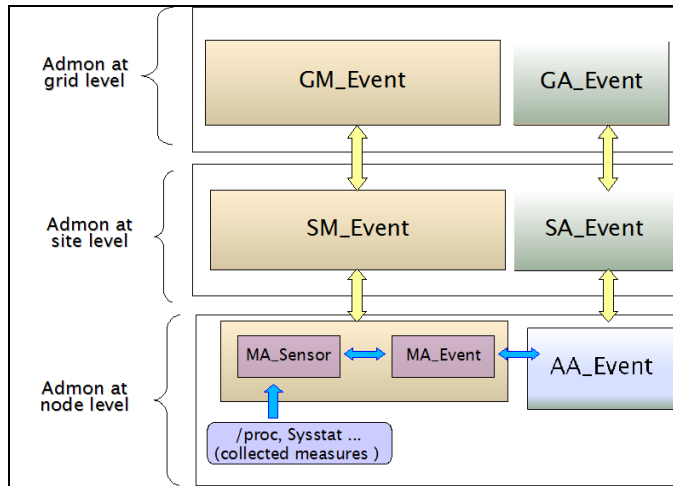 Admon at
grid level
GM_Event
GA_Event
Admon at
site level
SM_Event
SA_Event
Admon at
node level
MA_Sensor
MA_Event
AA_Event
/proc, Sysstat ...
(collected measures )